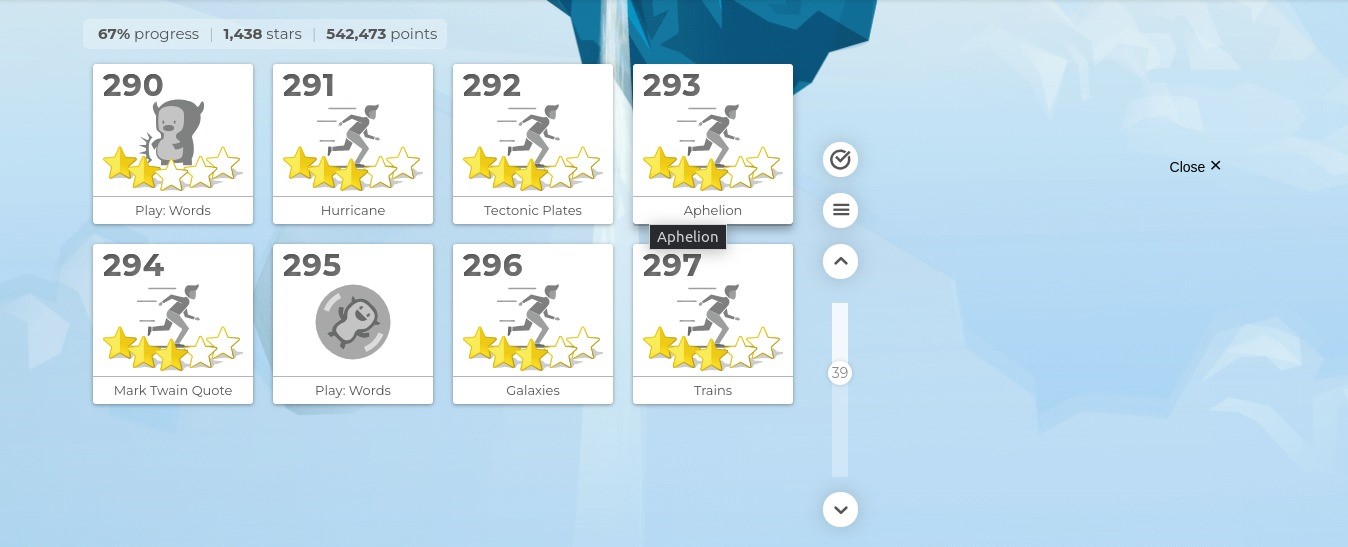 67% progress | 1,438 stars | 542,473 points
290
291
292
293
Play: Words
Hurricane
Tectonic Plates
Aphelion
Aphelion
294
295
296
297
Mark Twain Quote
Play: Words
Galaxies
Trains
39
Close ✕